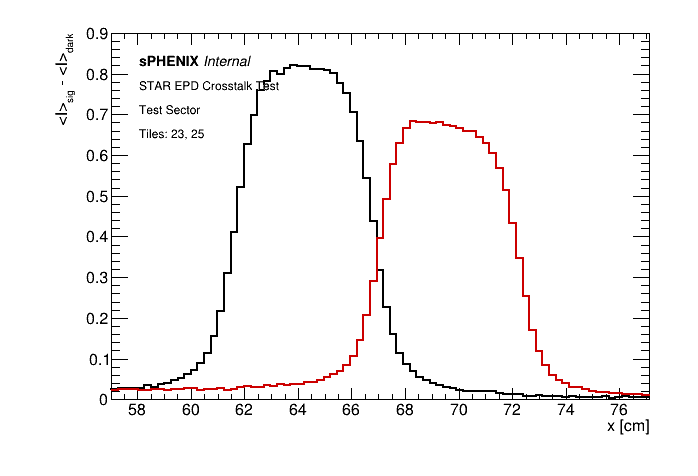 <I>sig - <I>dark
0.9
0.8
0.7
0.6
0.5
0.4
0.3
0.2
0.1
0
sPHENIX Internal
STAR EPD Crosstalk Test
Test Sector
Tiles: 23, 25
58 60 62 64 66 68 70 72 74 76
x [cm]